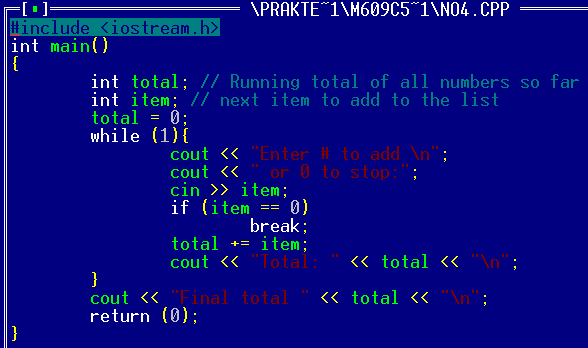 [▪] \PRAKTE~1\M609C5~1\NO4.CPP
#include <iostream.h>
int main()
{
        int total; // Running total of all numbers so far
        int item; // next item to add to the list
        total = 0;
        while (1){
                cout << "Enter # to add \n";
                cout << " or 0 to stop:";
                cin >> item;
                if (item == 0)
                        break;
                total += item;
                cout << "Total: " << total << "\n";
        }
        cout << "Final total " << total << "\n";
        return (0);
}